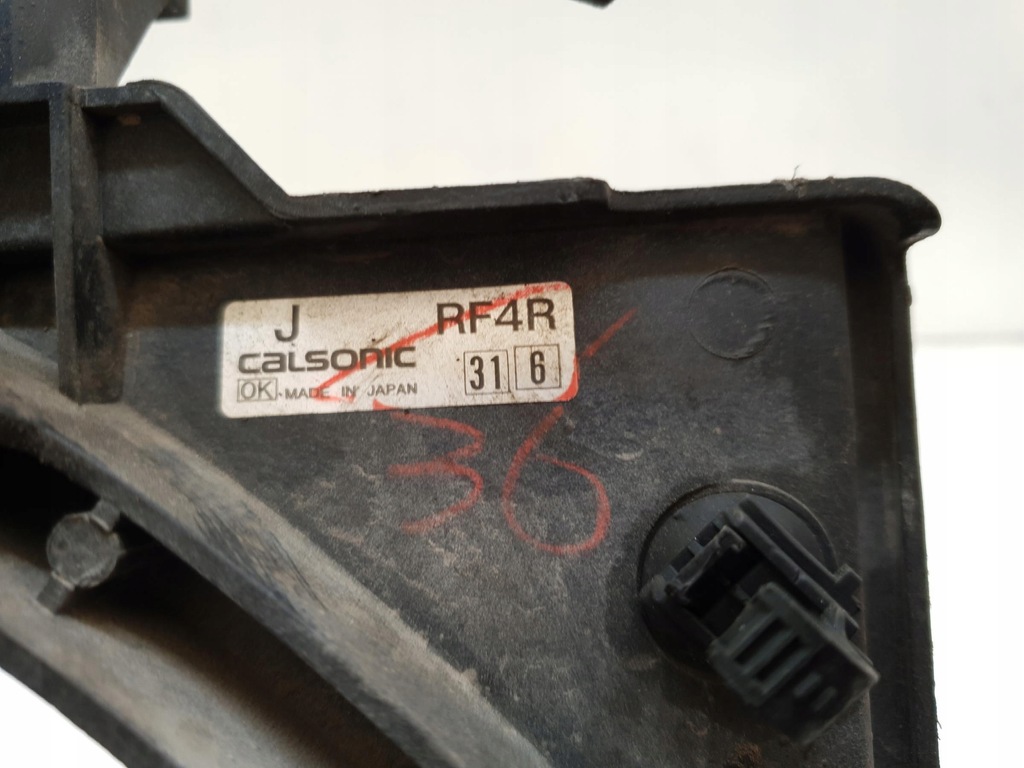 J RF4R
calsonic
31 6
OK MADE IN JAPAN
36